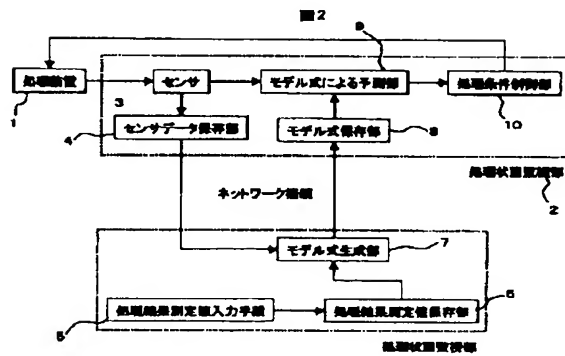 図2
9
処理装置
センサ
モデル式による予測部
処理条件制御部
1
3
10
4
センサデータ保存部
モデル式保存部
8
処理状態監視部
2
ネットワーク接続
モデル式生成部
7
処理結果測定値入力手段
処理結果測定値保存部
5
6
処理状態監視部